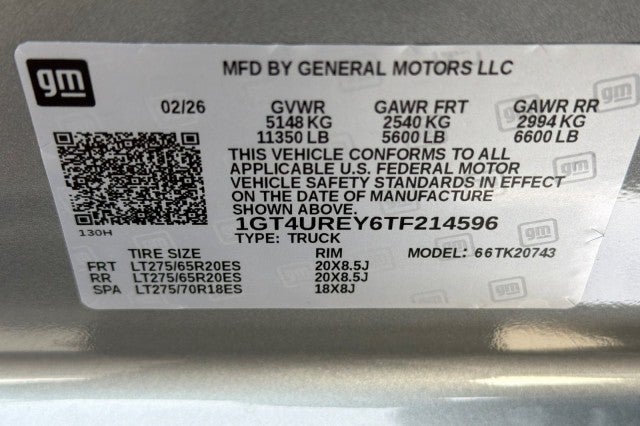 gm
MFD BY GENERAL MOTORS LLC
02/26 GVWR GAWR FRT GAWR RR
5148 KG 2540 KG 2994 KG
11350 LB 5600 LB 6600 LB
THIS VEHICLE CONFORMS TO ALL
APPLICABLE U.S. FEDERAL MOTOR
VEHICLE SAFETY STANDARDS IN EFFECT
ON THE DATE OF MANUFACTURE
SHOWN ABOVE.
130H
1GT4UREY6TF214596
TYPE: TRUCK
TIRE SIZE RIM MODEL: 66TK20743
FRT LT275/65R20ES 20X8.5J
RR LT275/65R20ES 20X8.5J
SPA LT275/70R18ES 18X8J